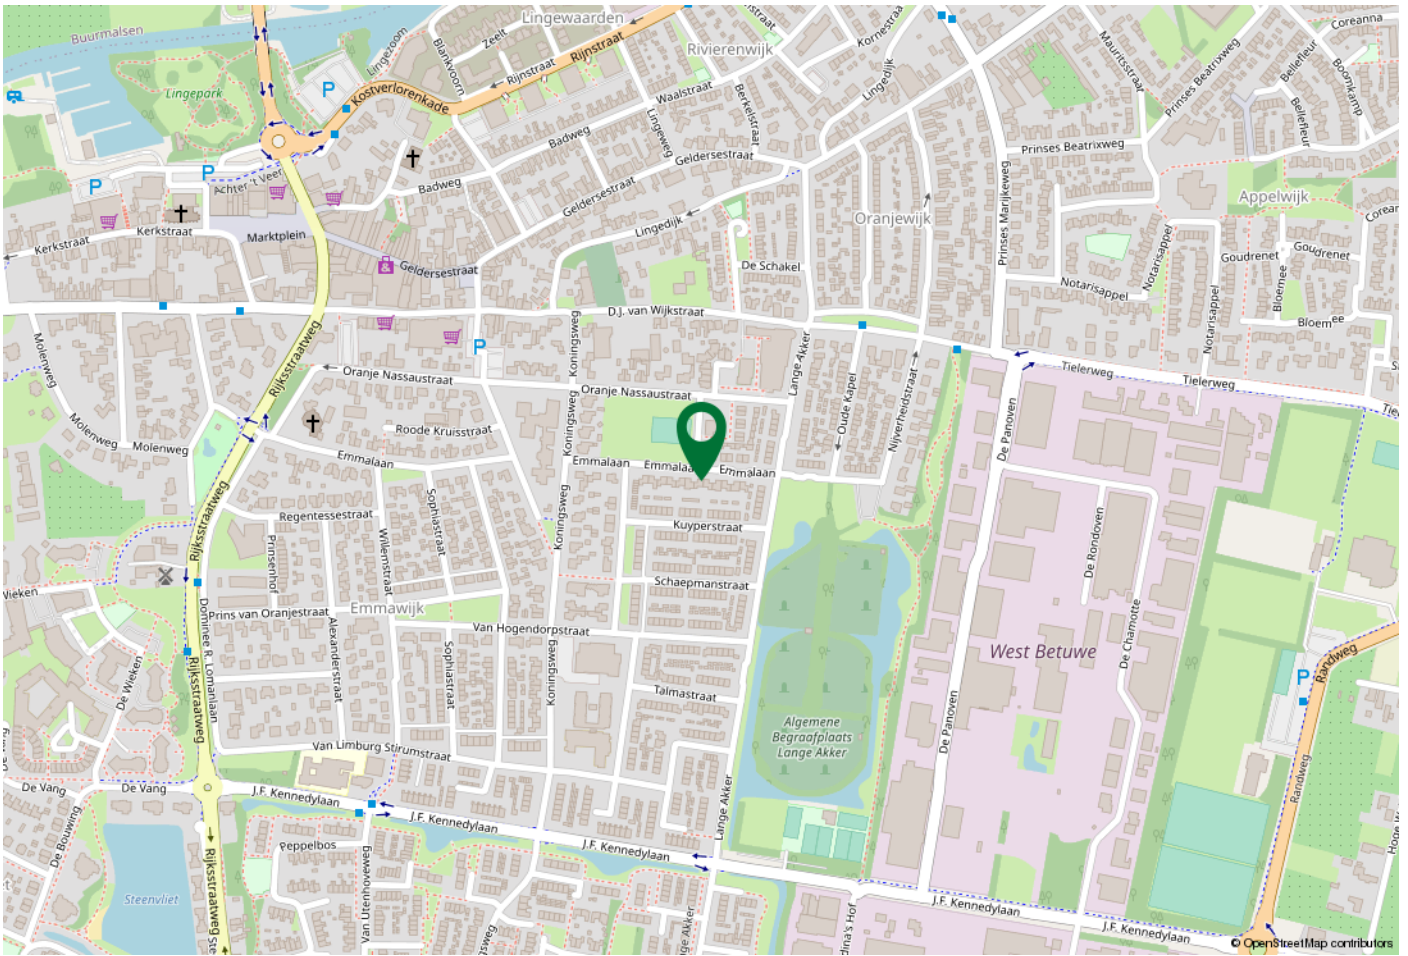 Buurmalsen
Lingewaarden
Lingezoom
Blankvoorn
Zeelt
Rijnstraat
Rijnstraat
Rivierenwijk
Kornestraat
Lingedijk
Mauritsstraat
Prinses Beatrixweg
Bellefleur
Coreanna
Boomkamp
Bellefleur
Lingepark
P
Kostverlorenkade
Waalstraat
Berkelstraat
Badweg
Lingeweg
Geldersestraat
Prinses Beatrixweg
P
P
Achter 't Veer
Badweg
Geldersestraat
Lingedijk
Oranjewijk
Prinses Marijkeweg
Appelwijk
Kerkstraat
Kerkstraat
Marktplein
Geldersestraat
De Schakel
Notarisappel
Notarisappel
Notarisappel
Goudrenet
Goudrenet
Bloemee
Bloemee
D.J. van Wijkstraat
Molenweg
Rijksstraatweg
P
Koningsweg
Lange Akker
Tielerweg
Tielerweg
Oranje Nassaustraat
Oranje Nassaustraat
Oude Kapel
Nijverheidstraat
De Panoven
Molenweg
Molenweg
Roode Kruisstraat
Koningsweg
Emmalaan
Emmalaan
Emmalaan
Emmalaan
Rijksstraatweg
Regentessestraat
Prinsenhof
Willemstraat
Sophiastraat
Koningsweg
Kuyperstraat
De Rondoven
Wieken
Schaepmanstraat
Prins van Oranjestraat
Emmawijk
Van Hogendorpstraat
De Chamotte
West Betuwe
Randweg
P
De Wieken
Dominee R. Lomanlaan
Rijksstraatweg
Alexanderstraat
Sophiastraat
Koningsweg
Talmastraat
De Panoven
Algemene
Begraafplaats
Lange Akker
Van Limburg Stirumstraat
Lange Akker
Randweg
De Vang
De Vang
J.F. Kennedylaan
J.F. Kennedylaan
J.F. Kennedylaan
De Bouwing
Peppelbos
Van Utenhoveweg
Rijksstraatweg
Steenvliet
J.F. Kennedylaan
J.F. Kennedylaan
© OpenStreetMap contributors